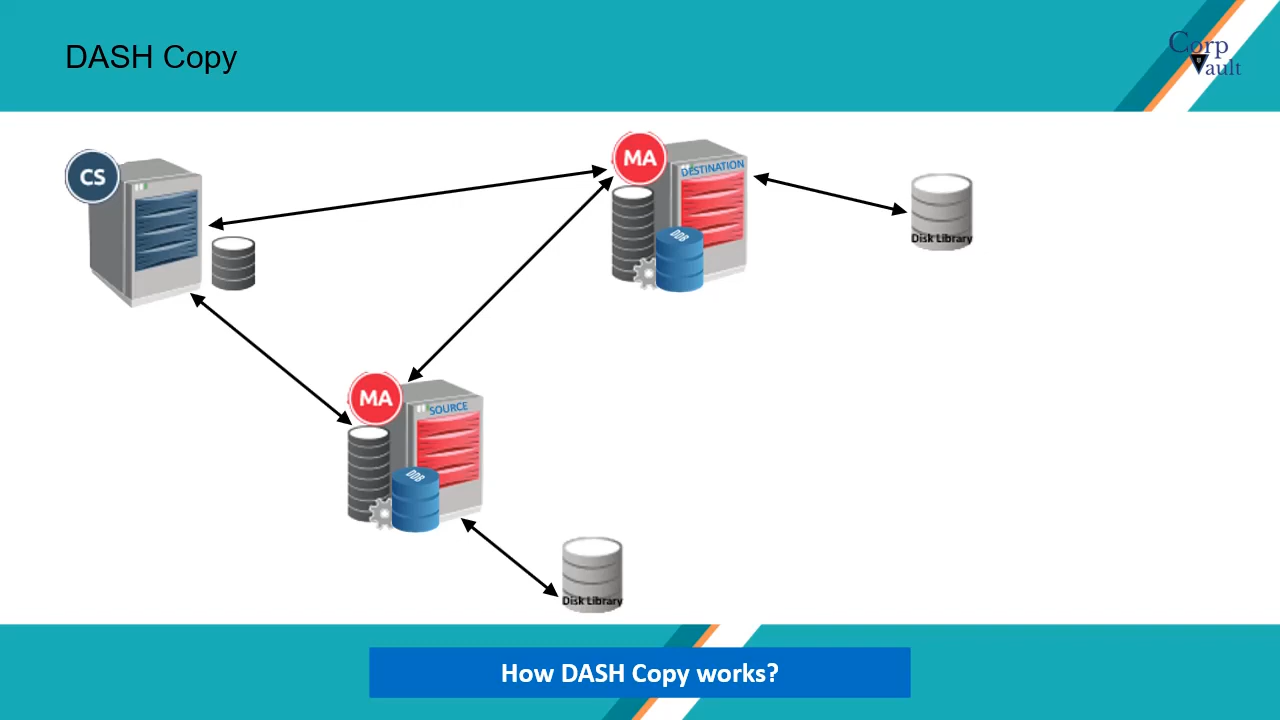 DASH Copy
Corp
Vault
CS
MA
DESTINATION
DDB
Disk Library
MA
SOURCE
DDB
Disk Library
How DASH Copy works?